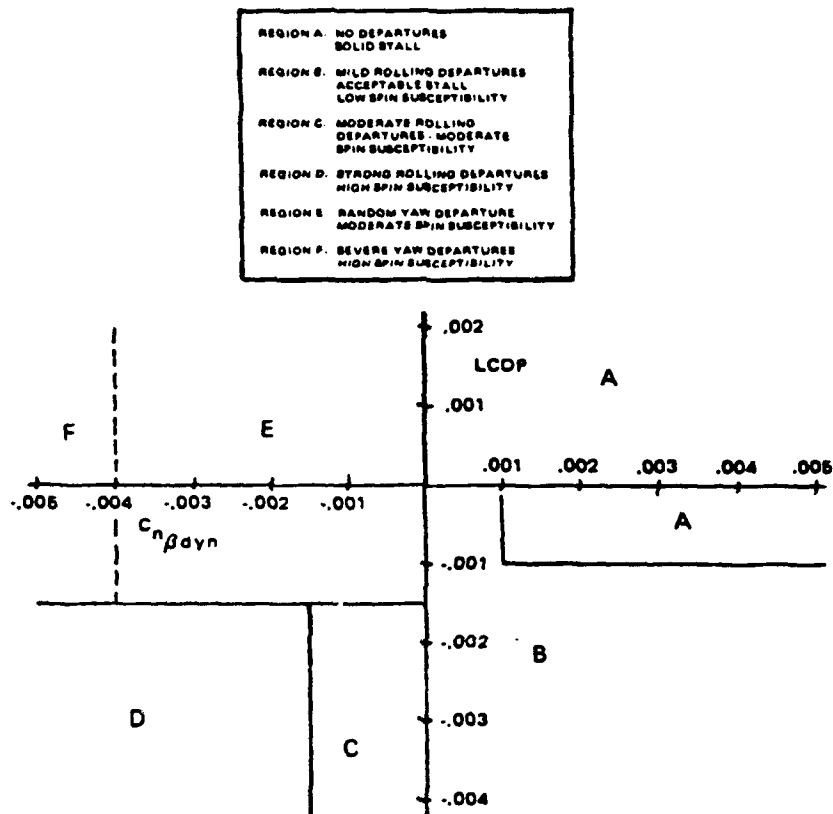 REGION A. NO DEPARTURES
SOLID STALL
REGION B. MILD ROLLING DEPARTURES
ACCEPTABLE STALL
LOW SPIN SUSCEPTIBILITY
REGION C. MODERATE ROLLING
DEPARTURES - MODERATE
SPIN SUSCEPTIBILITY
REGION D. STRONG ROLLING DEPARTURES
HIGH SPIN SUSCEPTIBILITY
REGION E RANDOM YAW DEPARTURE
MODERATE SPIN SUSCEPTIBILITY
REGION F. SEVERE YAW DEPARTURES
HIGH SPIN SUSCEPTIBILITY
.002
LCDP
A
.001
F
E
.001 .002 .003 .004 .005
-.005 -.004 -.003 -.002 -.001
Cnβdyn
A
-.001
-.002
B
D
-.003
C
-.004